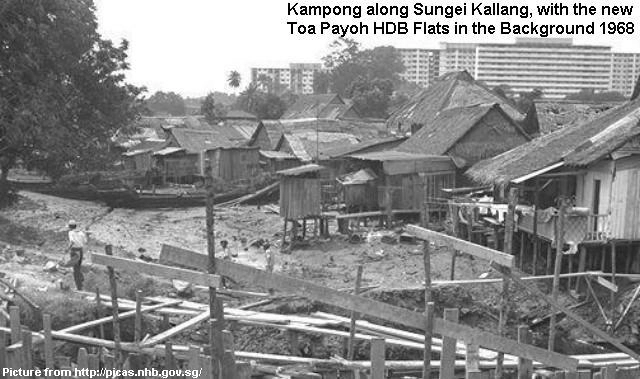 Kampong along Sungei Kallang, with the new
Toa Payoh HDB Flats in the Background 1968
Picture from http://picas.nhb.gov.sg/